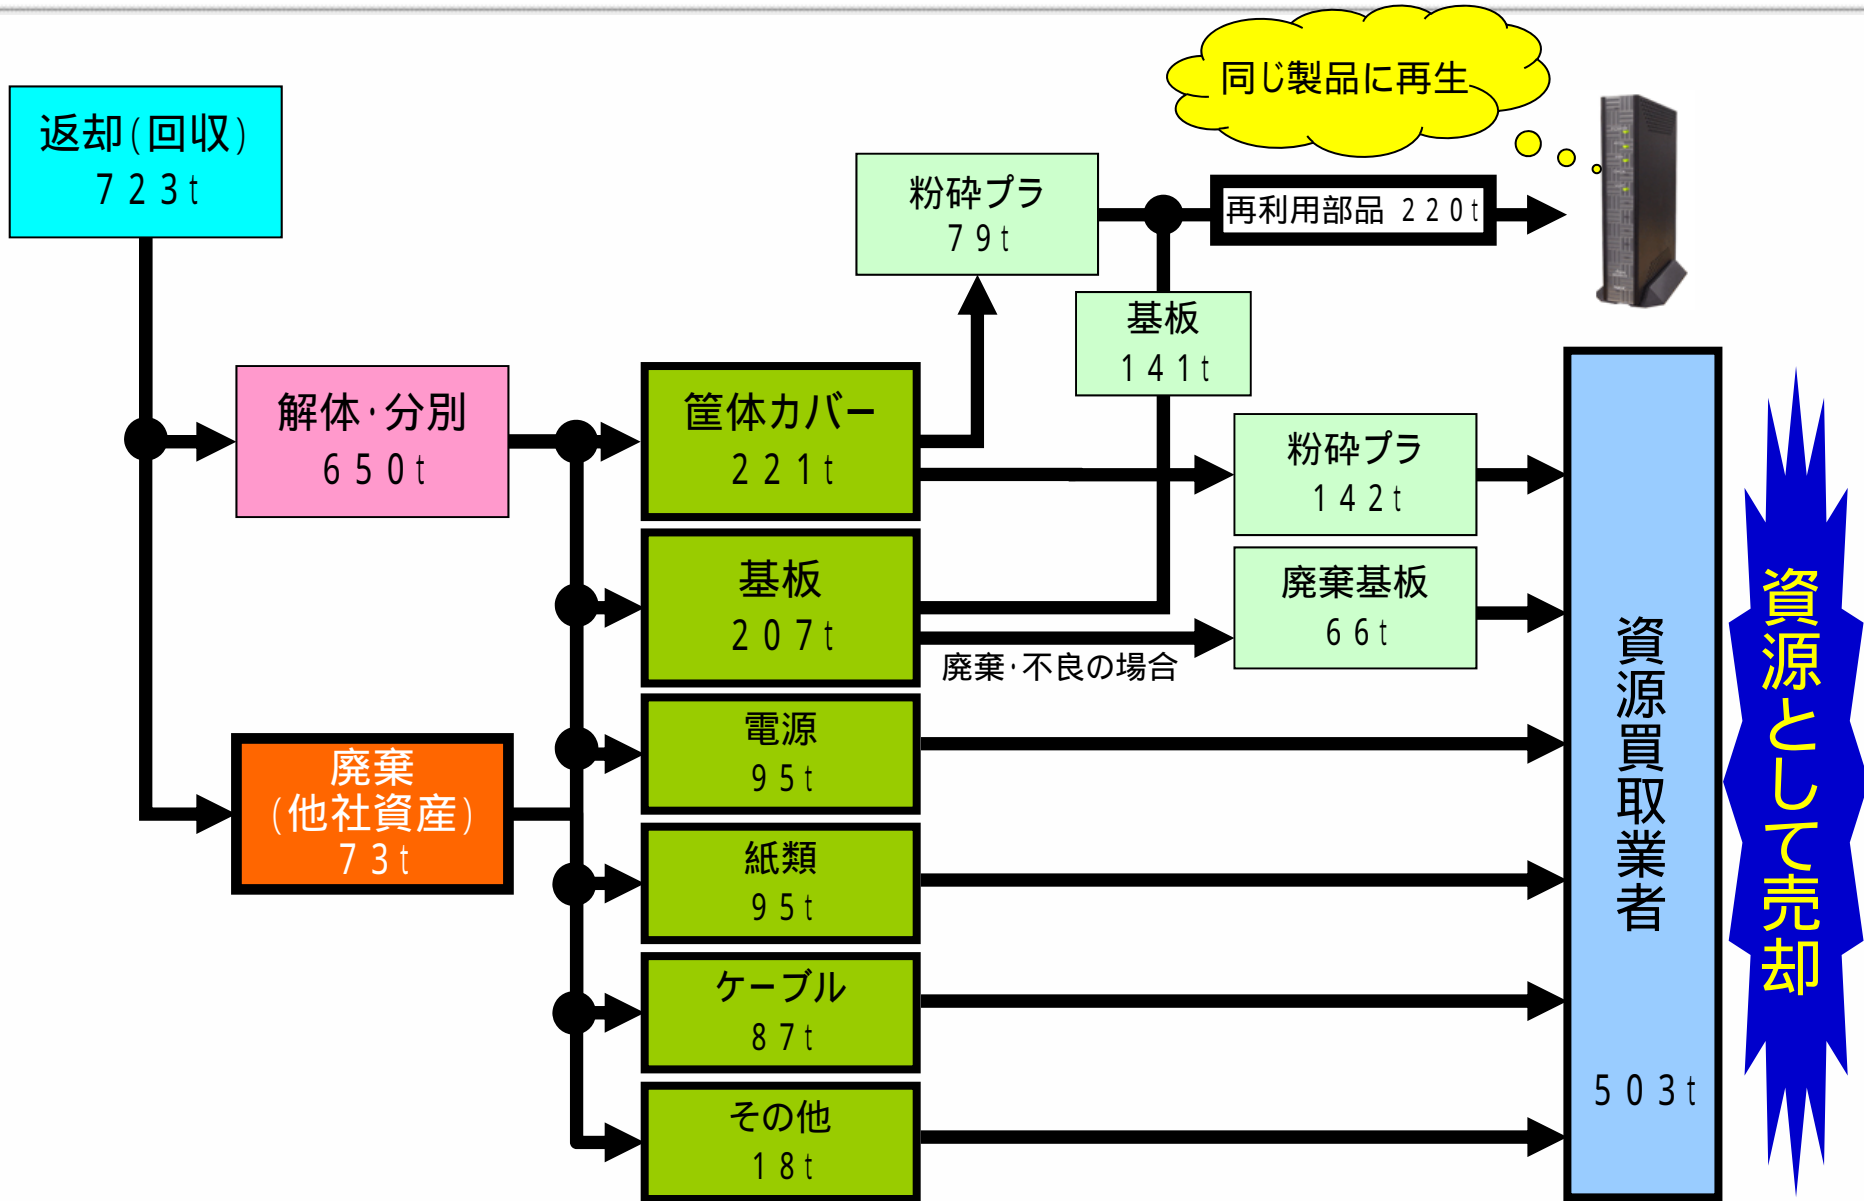 同じ製品に再生
返却(回収)
723t
粉砕プラ
79t
再利用部品 220t
基板
141t
解体・分別
650t
筐体カバー
221t
粉砕プラ
142t
基板
207t
廃棄基板
66t
廃棄・不良の場合
電源
95t
廃棄
(他社資産)
73t
紙類
95t
ケーブル
87t
その他
18t
資源買取業者
503t
資源として売却